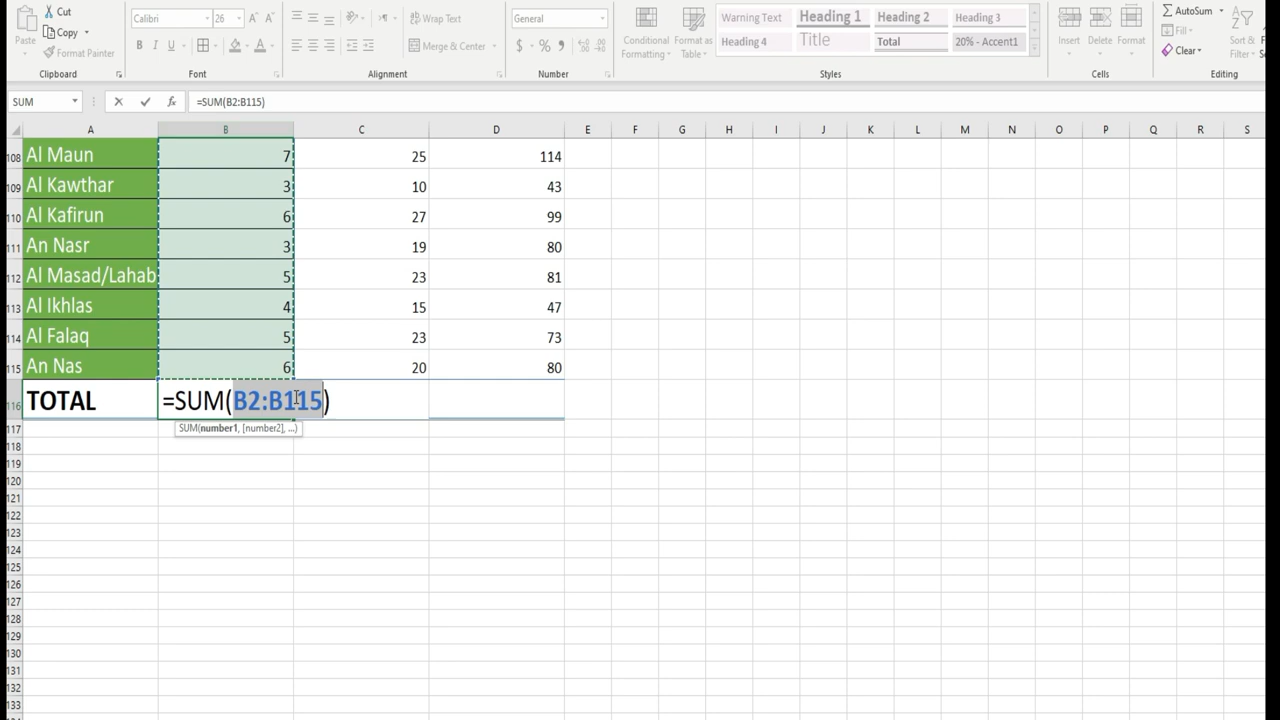 Cut
Calibri 26 A^ A˅
Wrap Text
General
Warning Text Heading 1 Heading 2 Heading 3
AutoSum
Paste
Copy
Format Painter
B I U A
Merge & Center
$ % 
Conditional Formatting
Format as Table
Heading 4 Title Total 20% - Accent1
Insert Delete Format
Fill
Clear
Sort &
Filter
Clipboard Font Alignment Number Styles Cells Editing
SUM fx =SUM(B2:B115)
A B C D E F G H I J K L M N O P Q R S
108 Al Maun 7 25 114
109 Al Kawthar 3 10 43
110 Al Kafirun 6 27 99
111 An Nasr 3 19 80
112 Al Masad/Lahab 5 23 81
113 Al Ikhlas 4 15 47
114 Al Falaq 5 23 73
115 An Nas 6 20 80
116 TOTAL =SUM(B2:B115)
117 SUM(number1, [number2], ...)
118
119
120
121
122
123
124
125
126
127
128
129
130
131
132
133